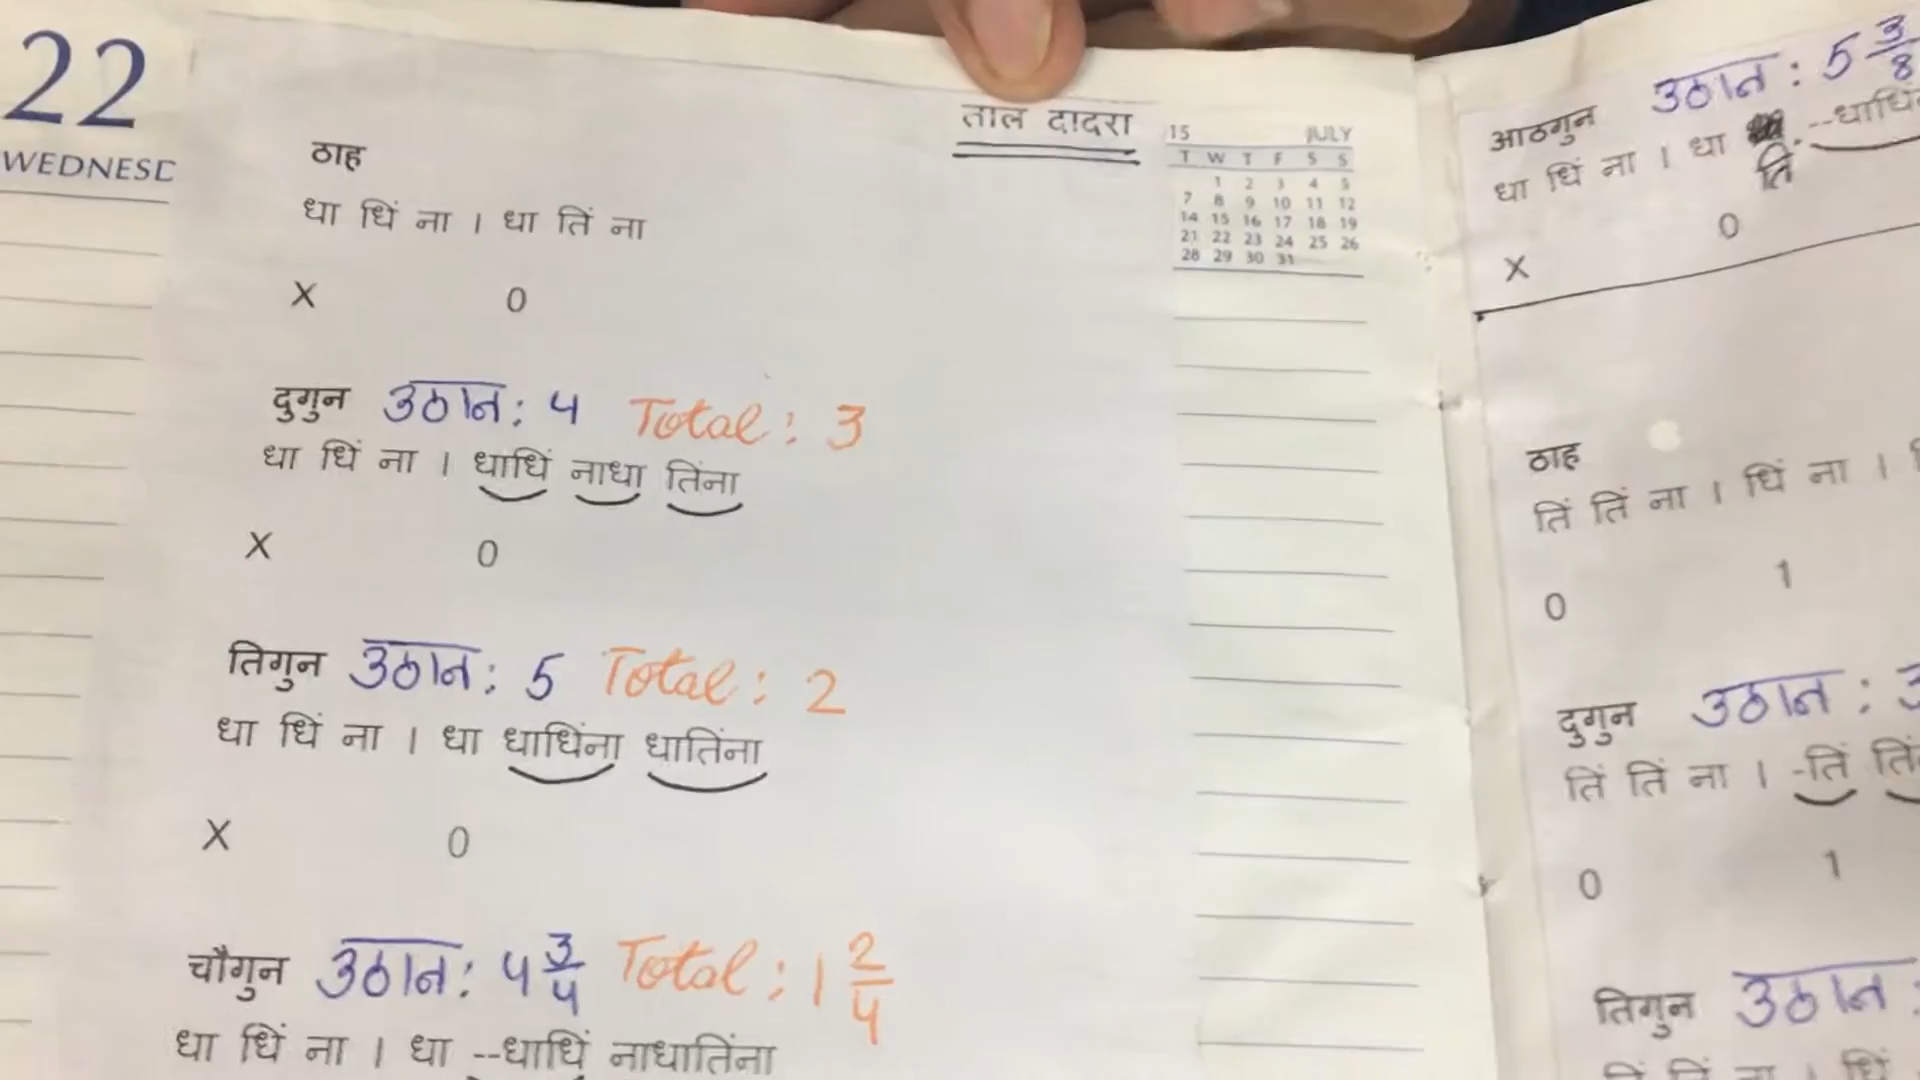 22
WEDNESD
ताल दादरा
ठाह
धा धिं ना । धा तिं ना
X 0
दुगुन उठान: 4 Total: 3
धा धिं ना । धाधिं नाधा तिंना
X 0
तिगुन उठान: 5 Total: 2
धा धिं ना । धा धाधिंना धातिंना
X 0
चौगुन उठान: 4 3/4 Total: 1 2/4
धा धिं ना । धा --धाधिं नाधातिंना
15 JULY
T W T F S S
1 2 3 4 5
7 8 9 10 11 12
14 15 16 17 18 19
21 22 23 24 25 26
28 29 30 31
आठगुन उठान: 5 3/8
धा धिं ना । धा तिं --धाधिं
X 0
ठाह
तिं तिं ना । धिं ना ।
0 1
दुगुन उठान: 3
तिं तिं ना । -तिं तिं
0 1
तिगुन उठान: